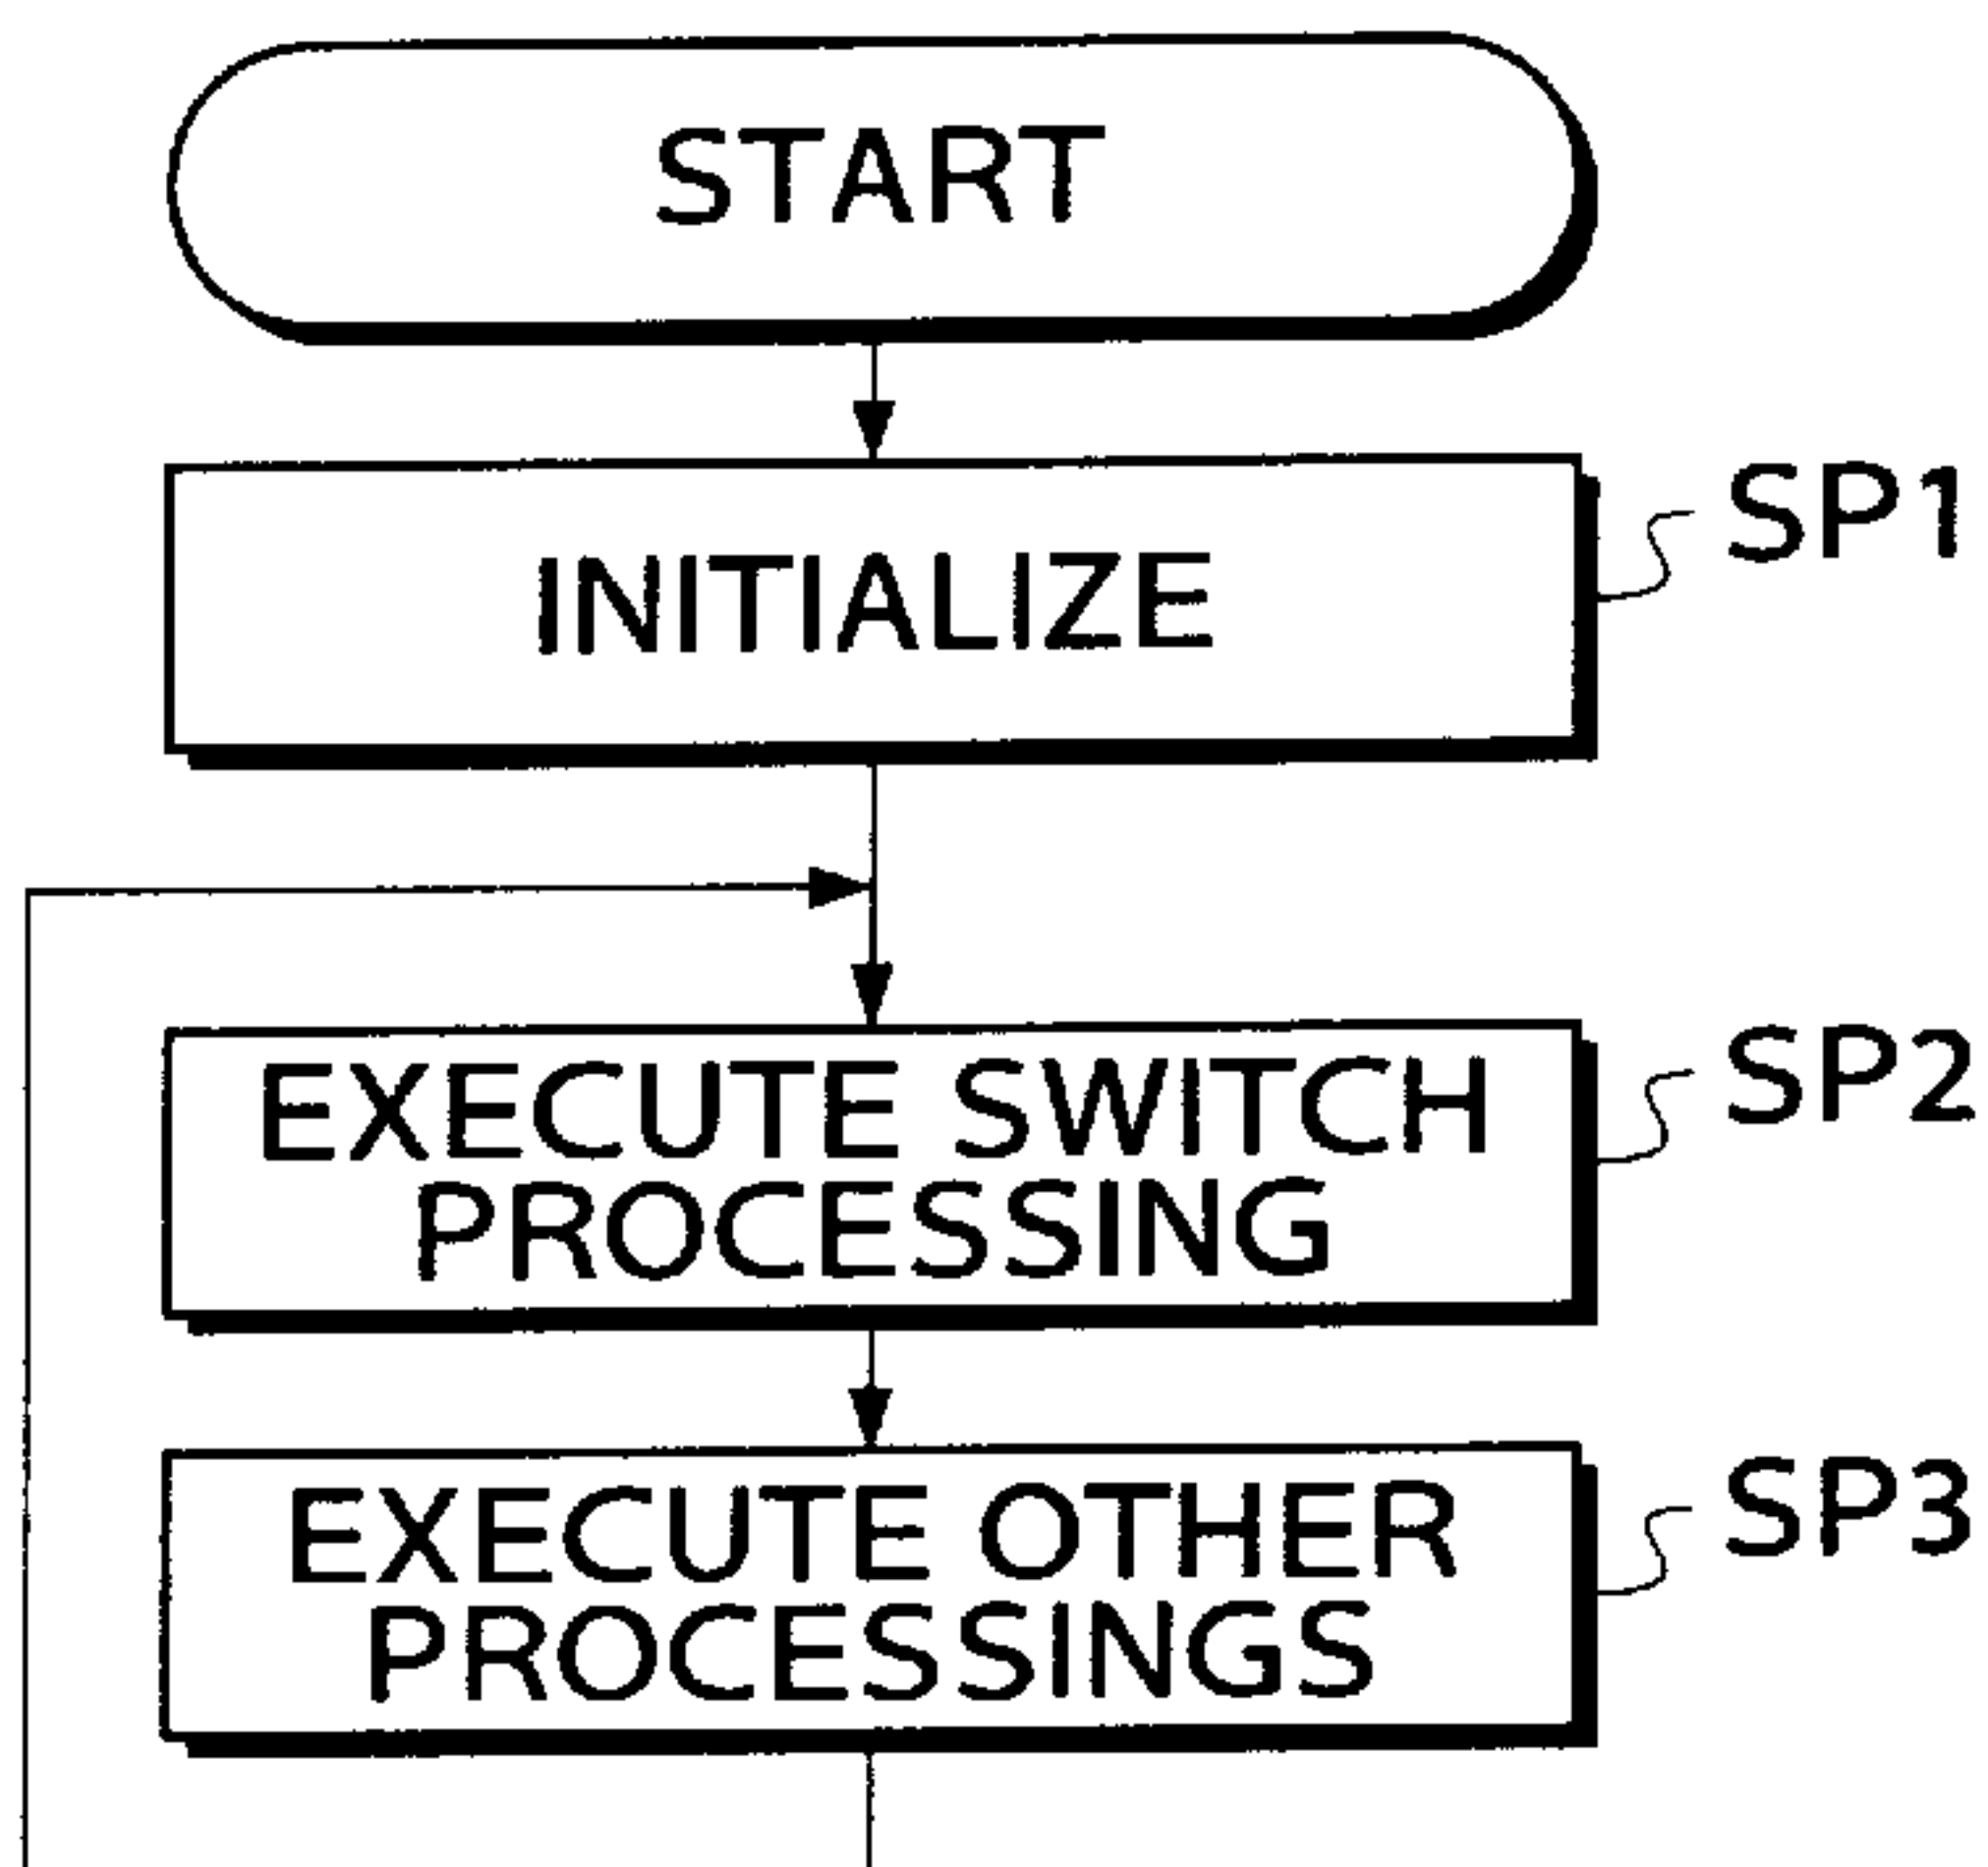 START
INITIALIZE
SP1
EXECUTE SWITCH
PROCESSING
SP2
EXECUTE OTHER
PROCESSINGS
SP3